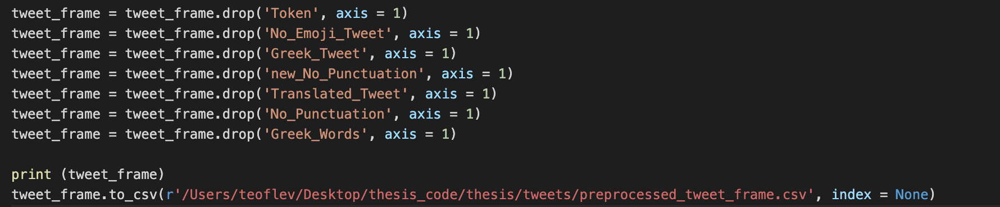 tweet_frame = tweet_frame.drop('Token', axis = 1)
tweet_frame = tweet_frame.drop('No_Emoji_Tweet', axis = 1)
tweet_frame = tweet_frame.drop('Greek_Tweet', axis = 1)
tweet_frame = tweet_frame.drop('new_No_Punctuation', axis = 1)
tweet_frame = tweet_frame.drop('Translated_Tweet', axis = 1)
tweet_frame = tweet_frame.drop('No_Punctuation', axis = 1)
tweet_frame = tweet_frame.drop('Greek_Words', axis = 1)
print (tweet_frame)
tweet_frame.to_csv(r'/Users/teoflev/Desktop/thesis_code/thesis/tweets/preprocessed_tweet_frame.csv', index = None)